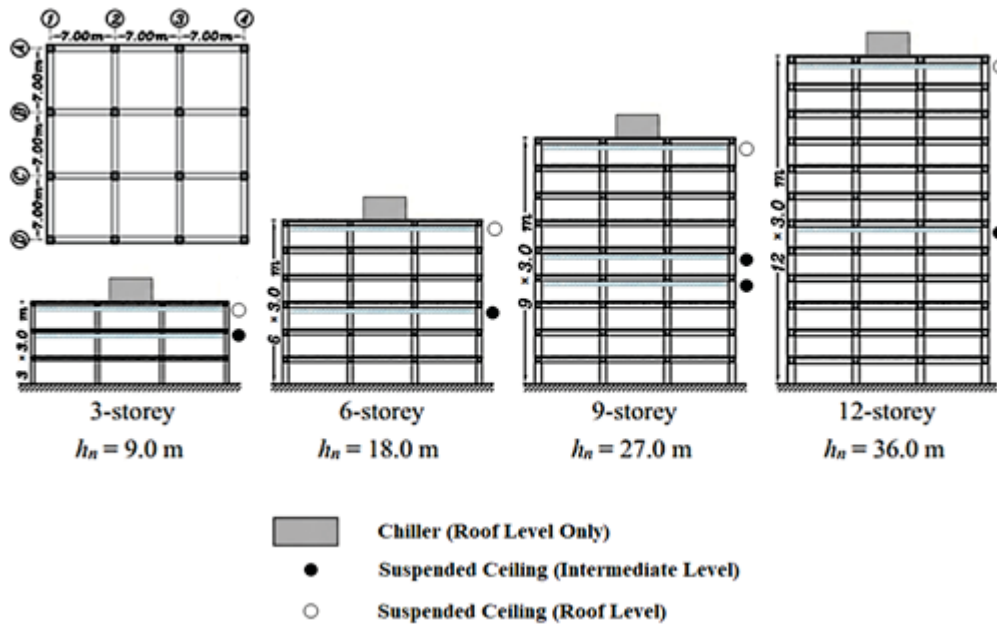 1 2 3 4
7.00m 7.00m 7.00m
A
7.00m
B
7.00m
C
7.00m
D
3 × 3.0 m
6 × 3.0 m
9 × 3.0 m
12 × 3.0 m
3-storey 6-storey 9-storey 12-storey
hn = 9.0 m hn = 18.0 m hn = 27.0 m hn = 36.0 m
Chiller (Roof Level Only)
Suspended Ceiling (Intermediate Level)
Suspended Ceiling (Roof Level)